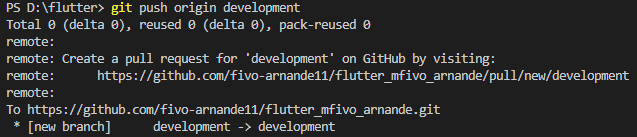 PS D:\flutter> git push origin development
Total 0 (delta 0), reused 0 (delta 0), pack-reused 0
remote:
remote: Create a pull request for 'development' on GitHub by visiting:
remote:      https://github.com/fivo-arnande11/flutter_mfivo_arnande/pull/new/development
remote:
To https://github.com/fivo-arnande11/flutter_mfivo_arnande.git
 * [new branch]      development -> development